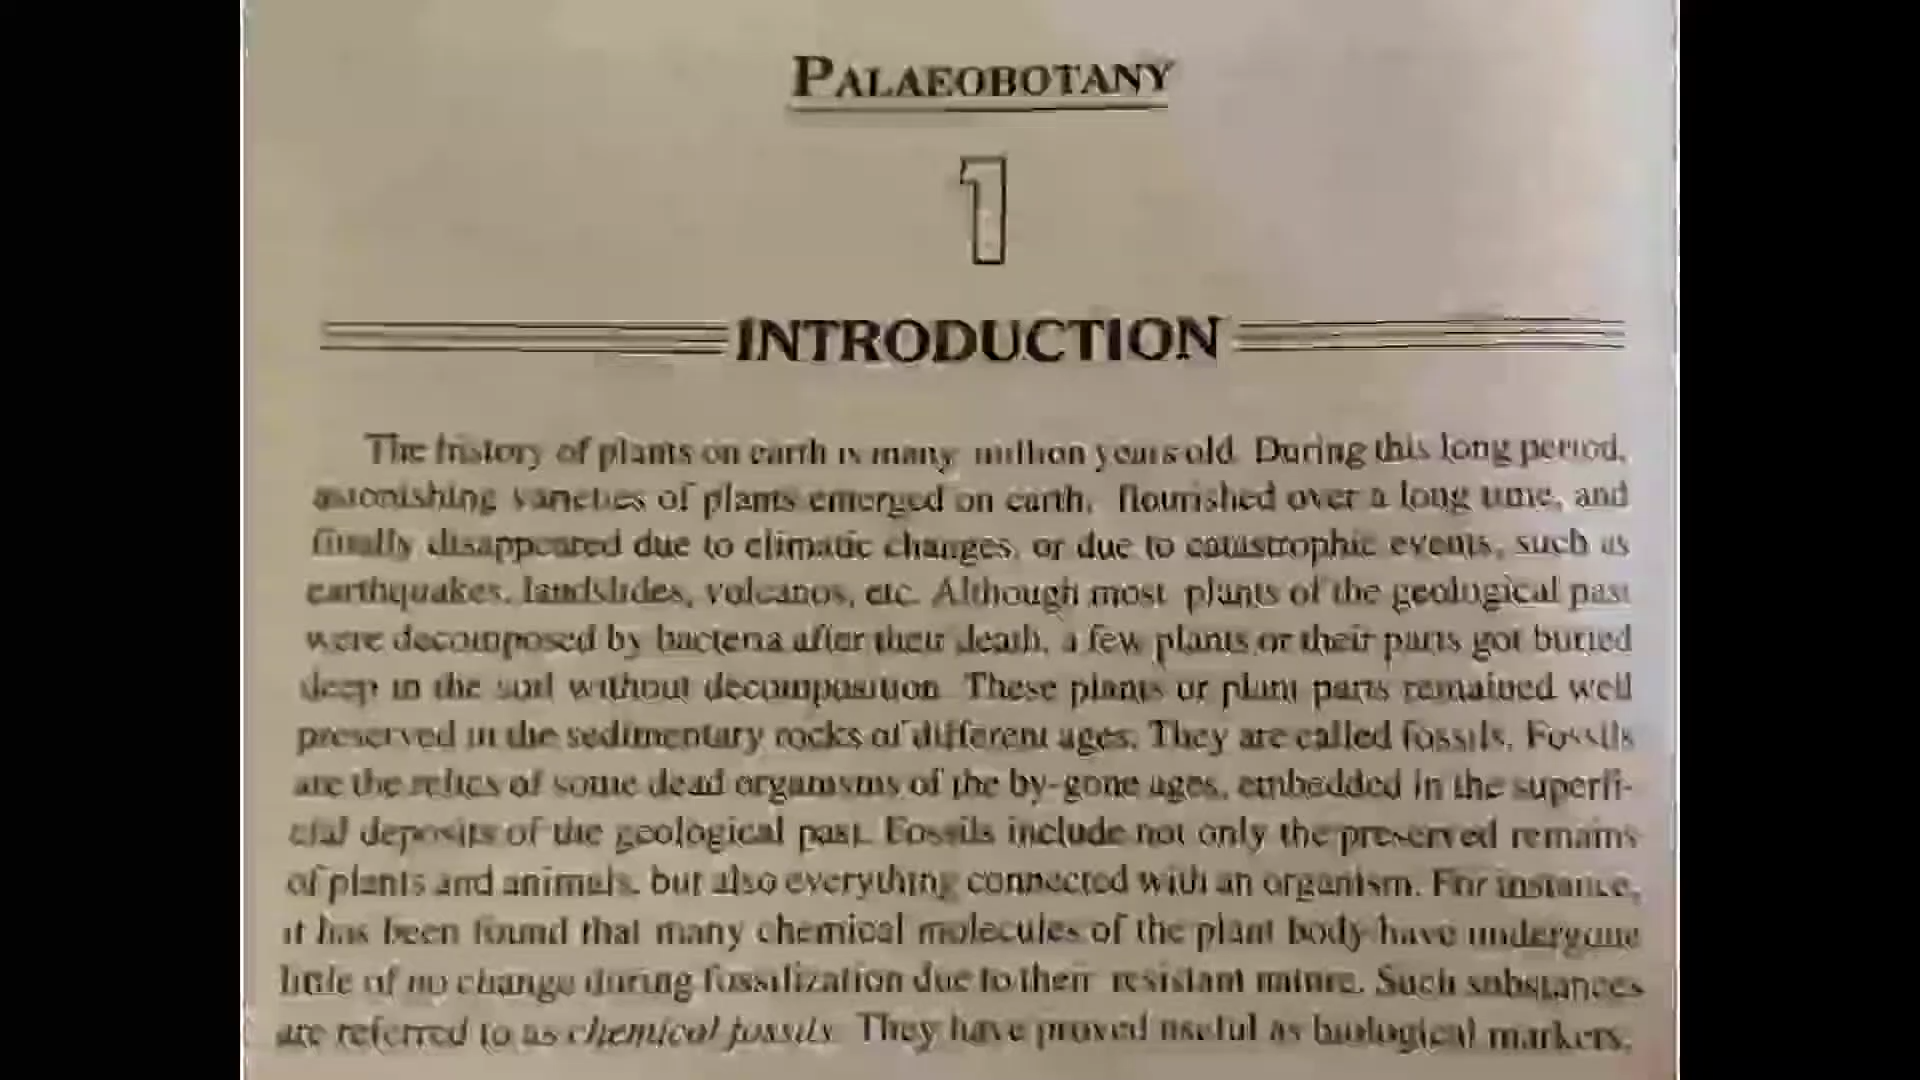 PALAEOBOTANY
1
INTRODUCTION
The history of plants on earth is many million years old. During this long period,
astonishing varieties of plants emerged on earth, flourished over a long time, and
finally disappeared due to climatic changes, or due to catastrophic events, such as
earthquakes, landslides, volcanos, etc. Although most plants of the geological past
were decomposed by bacteria after their death, a few plants or their parts got buried
deep in the soil without decomposition. These plants or plant parts remained well
preserved in the sedimentary rocks of different ages. They are called fossils. Fossils
are the relics of some dead organisms of the by-gone ages, embedded in the superfi-
cial deposits of the geological past. Fossils include not only the preserved remains
of plants and animals, but also everything connected with an organism. For instance,
it has been found that many chemical molecules of the plant body have undergone
little of no change during fossilization due to their resistant nature. Such substances
are referred to as chemical fossils. They have proved useful as biological markers.